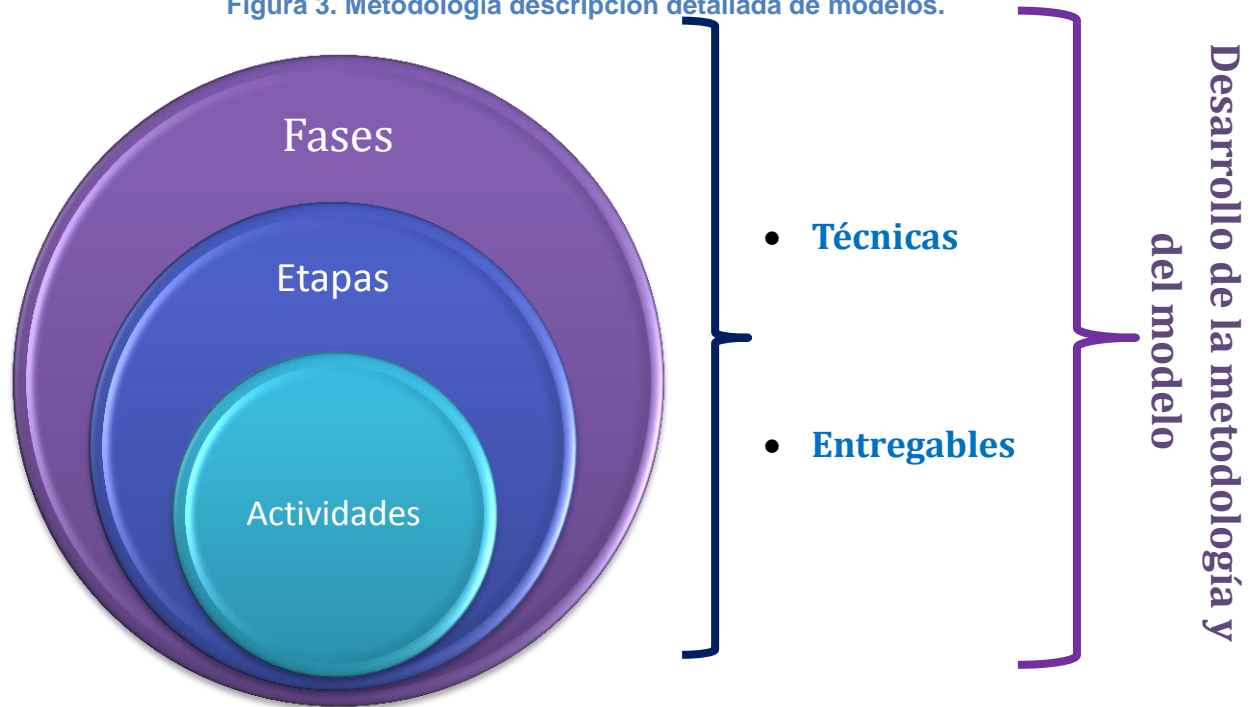 Figura 3. Metodología descripción detallada de modelos.
Fases
Etapas
Actividades
• Técnicas
• Entregables
Desarrollo de la metodología y
del modelo